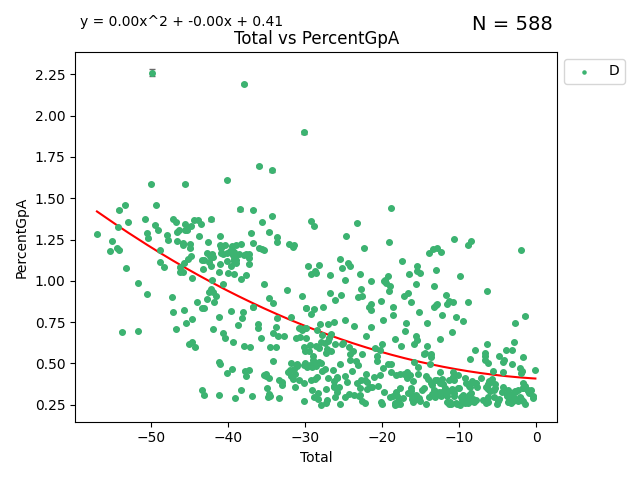 y = 0.00x^2 + -0.00x + 0.41
N = 588
Total vs PercentGpA
D
PercentGpA
2.25
2.00
1.75
1.50
1.25
1.00
0.75
0.50
0.25
−50 −40 −30 −20 −10 0
Total